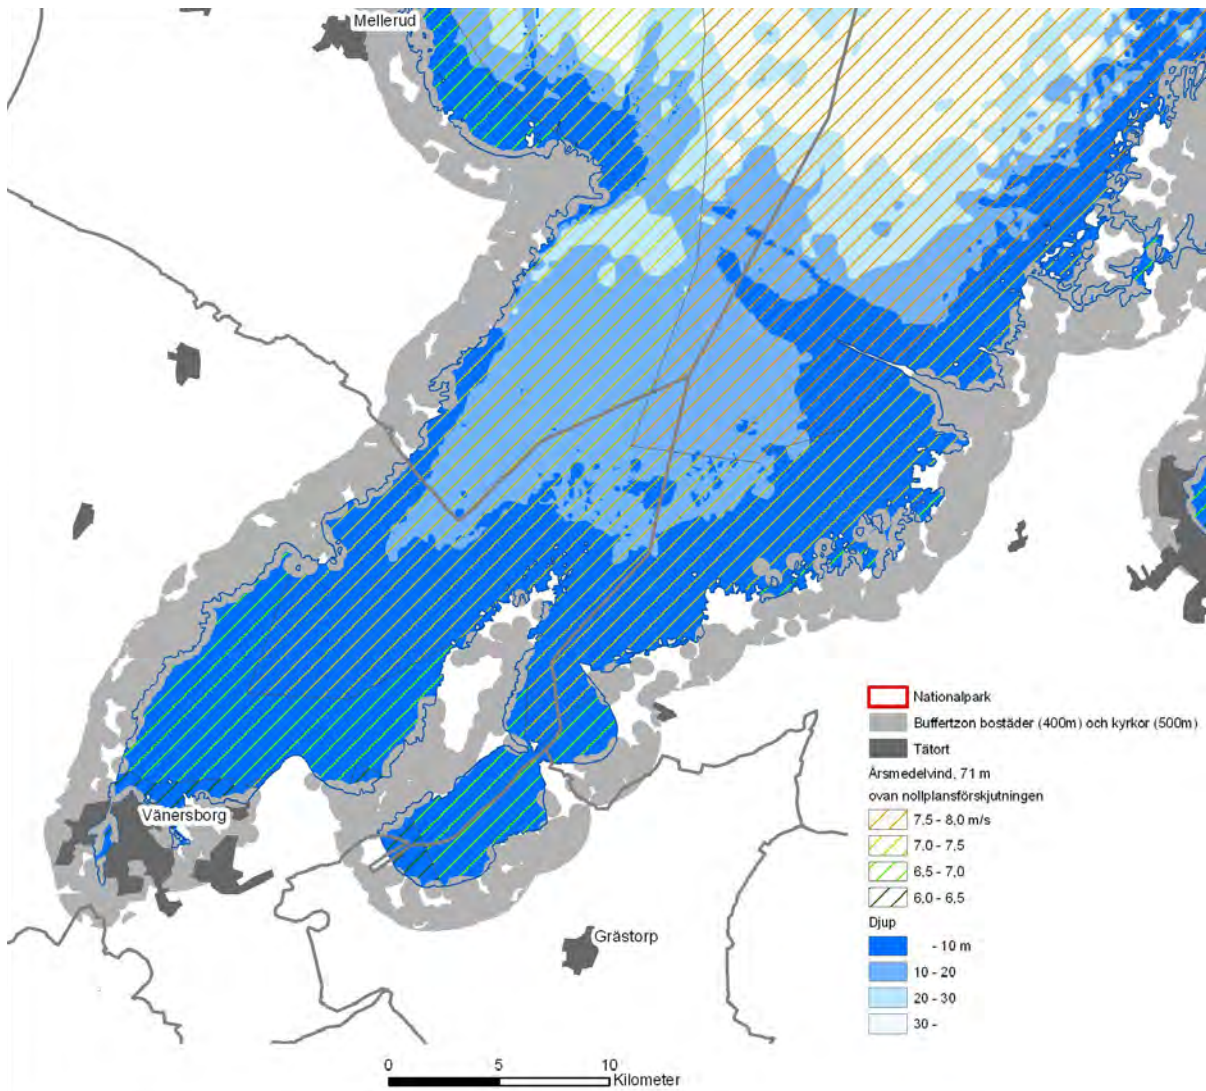 Mellerud
Nationalpark
Buffertzon bostäder (400m) och kyrkor (500m)
Tätort
Årsmedelvind, 71 m
ovan nollplansförskjutningen
7,5 - 8,0 m/s
7,0 - 7,5
6,5 - 7,0
6,0 - 6,5
Djup
- 10 m
10 - 20
20 - 30
30 -
Vänersborg
Grästorp
0 5 10
Kilometer